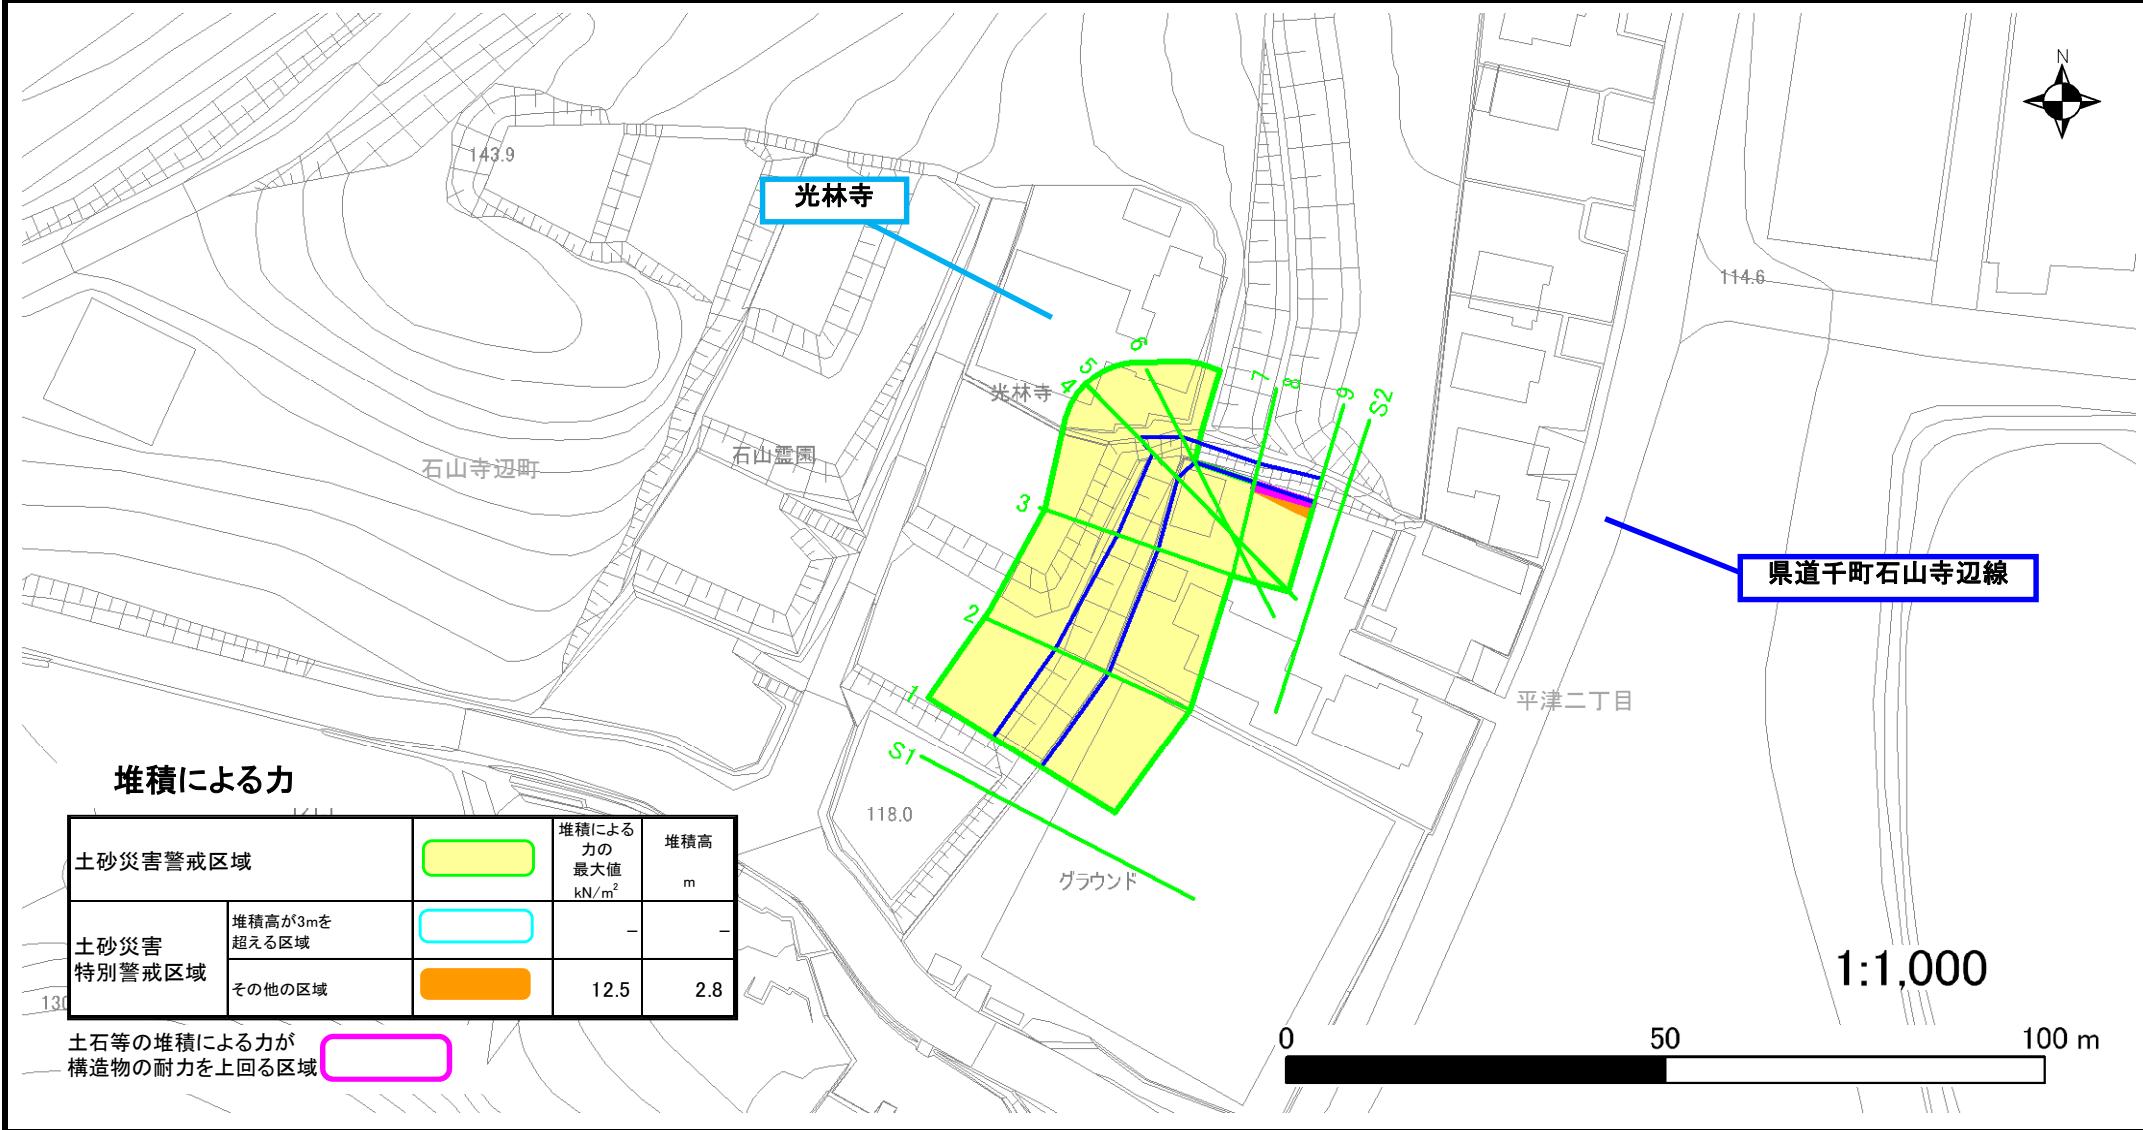 N
143.9
光林寺
114.6
6
5
4
7
8
9
S2
光林寺
石山霊園
石山寺辺町
3
県道千町石山寺辺線
2
1
平津二丁目
S1
118.0
グラウンド
堆積による力
土砂災害警戒区域
堆積による
力の
最大値
kN/m²
堆積高
m
土砂災害
特別警戒区域
堆積高が3mを
超える区域
–
–
その他の区域
12.5
2.8
130
土石等の堆積による力が
構造物の耐力を上回る区域
1:1,000
0 50 100 m